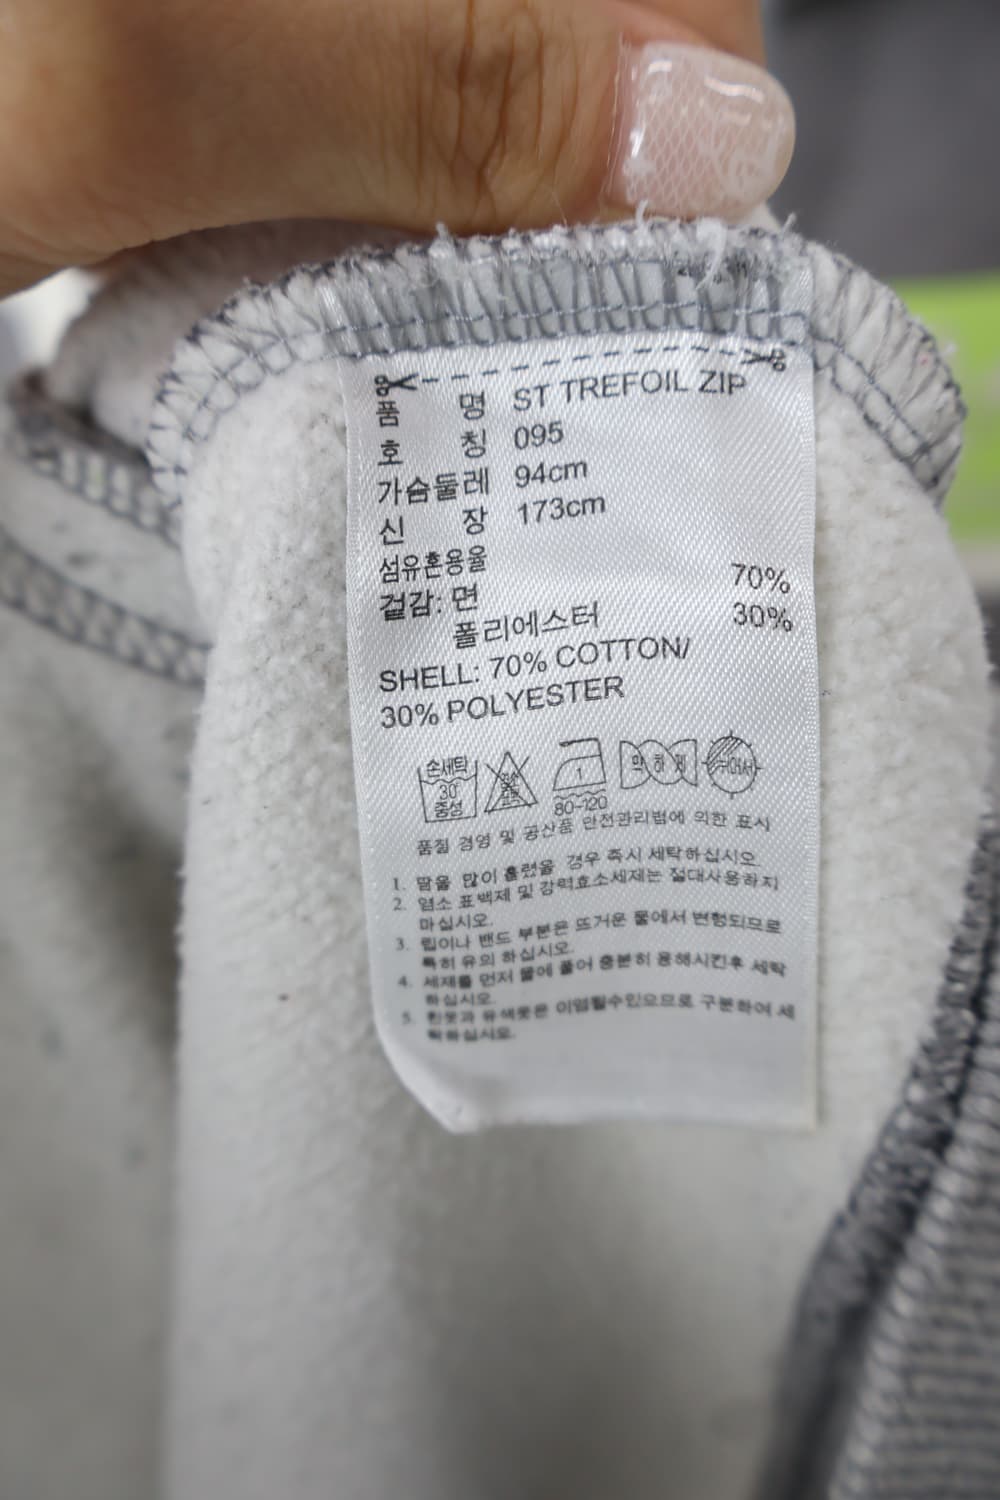 품 명 ST TREFOIL ZIP
호 칭 095
가슴둘레 94cm
신 장 173cm
섬유혼용율
겉감: 면 70%
폴리에스터 30%
SHELL: 70% COTTON/
30% POLYESTER
손세탁
30°
중성
1
80-120
약 하 게
뉘어서
품질 경영 및 공산품 안전관리법에 의한 표시
1. 땀을 많이 흘렸을 경우 즉시 세탁하십시오.
2. 염소 표백제 및 강력효소세제는 절대사용하지
마십시오.
3. 립이나 밴드 부분은 뜨거운 물에서 변형되므로
특히 유의 하십시오.
4. 세제를 먼저 물에 풀어 충분히 용해시킨후 세탁
하십시오.
5. 흰옷과 유색옷은 이염될수있으므로 구분하여 세
탁하십시오.